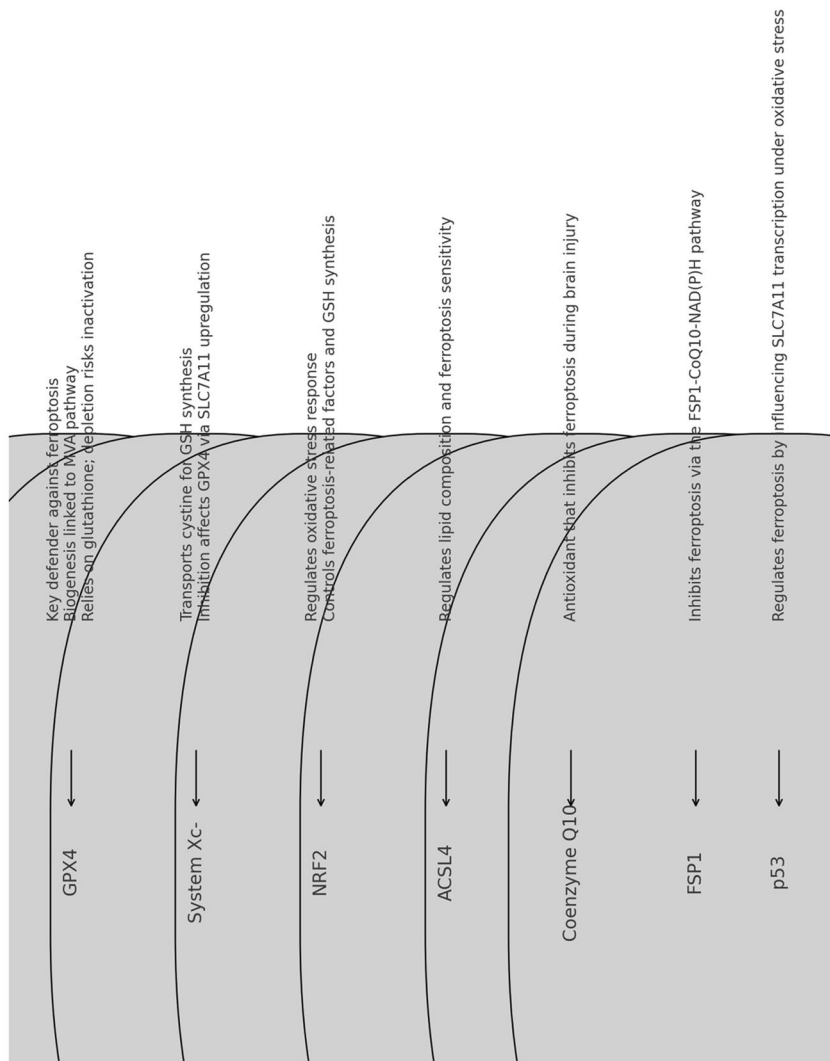 GPX4
Key defender against ferroptosis
Biogenesis linked to MVA pathway
Relies on glutathione; depletion risks inactivation
System Xc-
Transports cystine for GSH synthesis
Inhibition affects GPX4 via SLC7A11 upregulation
NRF2
Regulates oxidative stress response
Controls ferroptosis-related factors and GSH synthesis
ACSL4
Regulates lipid composition and ferroptosis sensitivity
Coenzyme Q10
Antioxidant that inhibits ferroptosis during brain injury
FSP1
Inhibits ferroptosis via the FSP1-CoQ10-NAD(P)H pathway
p53
Regulates ferroptosis by influencing SLC7A11 transcription under oxidative stress